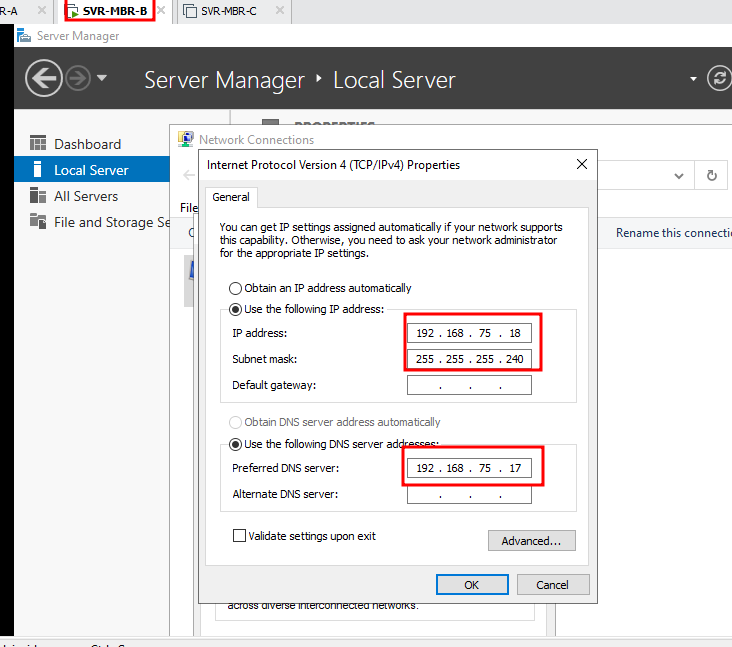 R-A
SVR-MBR-B
SVR-MBR-C
Server Manager
Server Manager
Local Server
Dashboard
Local Server
All Servers
File and Storage Se
PROPERTIES
Network Connections
File
Rename this connecti
Internet Protocol Version 4 (TCP/IPv4) Properties
General
You can get IP settings assigned automatically if your network supports
this capability. Otherwise, you need to ask your network administrator
for the appropriate IP settings.
Obtain an IP address automatically
Use the following IP address:
IP address:
192 . 168 . 75 . 18
Subnet mask:
255 . 255 . 255 . 240
Default gateway:
. . .
Obtain DNS server address automatically
Use the following DNS server addresses:
Preferred DNS server:
192 . 168 . 75 . 17
Alternate DNS server:
. . .
Validate settings upon exit
Advanced...
OK
Cancel
across diverse interconnected networks.